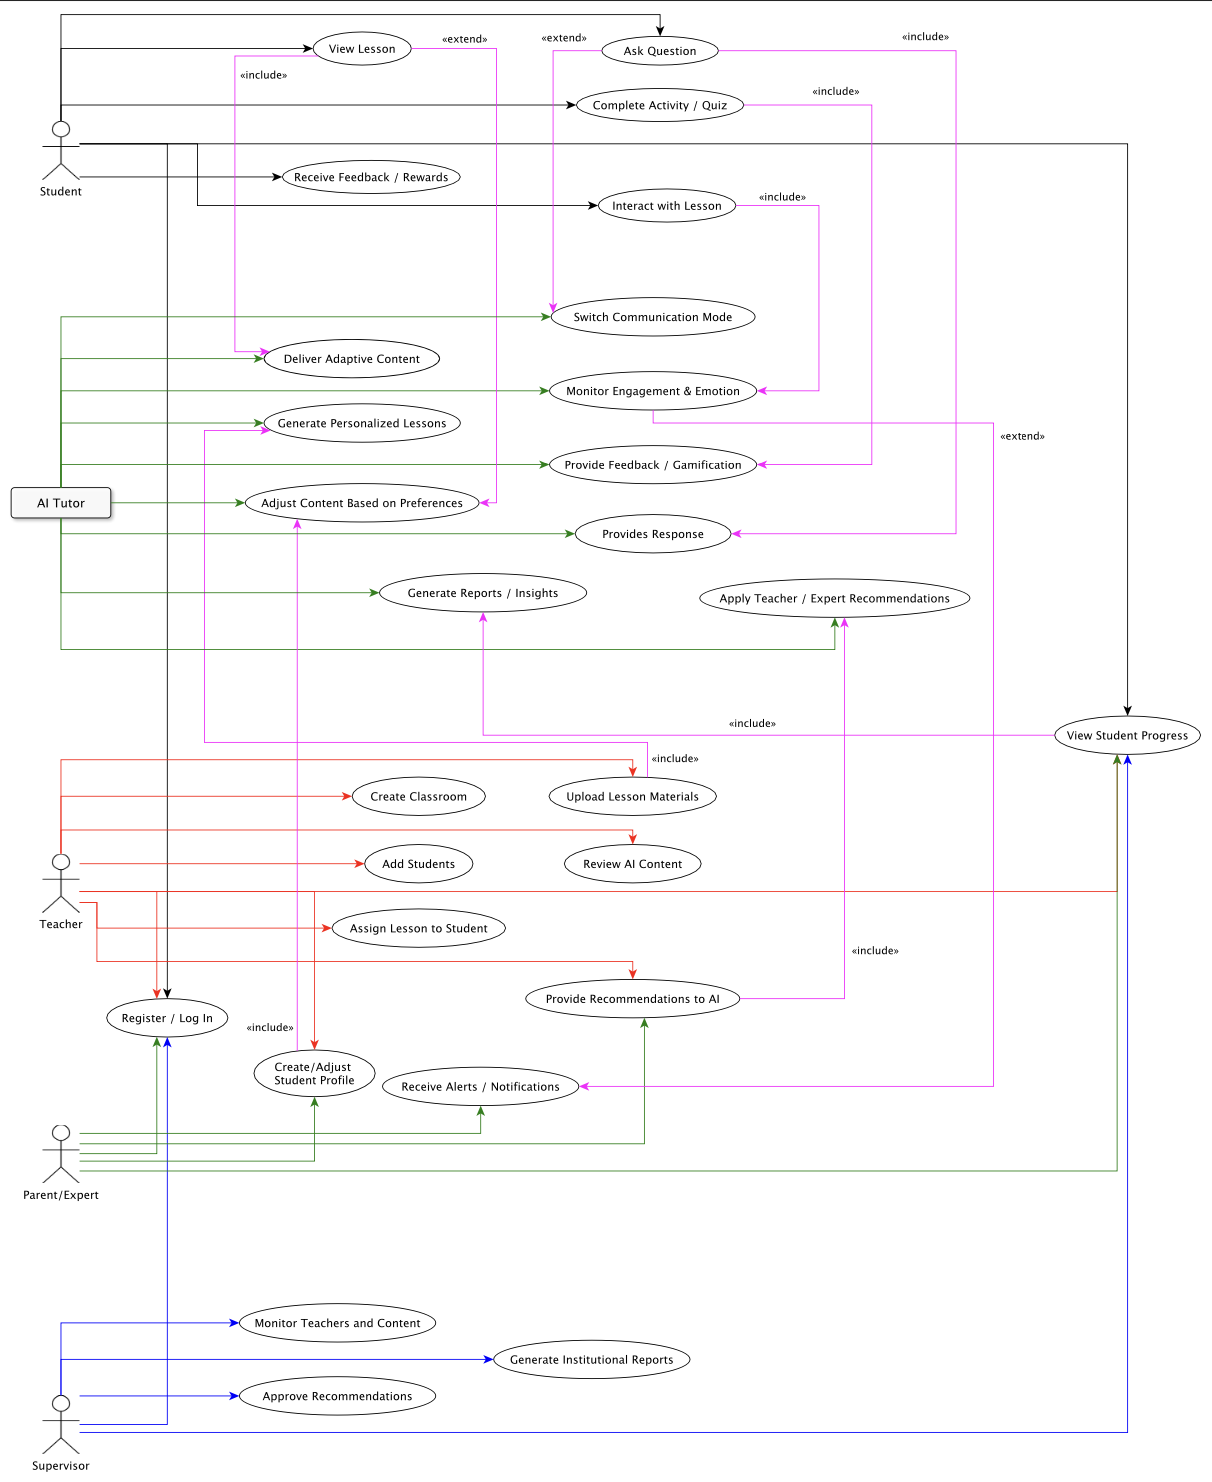 «extend»
«extend»
«include»
View Lesson
Ask Question
«include»
«include»
Complete Activity / Quiz
Student
Receive Feedback / Rewards
«include»
Interact with Lesson
Switch Communication Mode
Deliver Adaptive Content
Monitor Engagement & Emotion
Generate Personalized Lessons
«extend»
Provide Feedback / Gamification
AI Tutor
Adjust Content Based on Preferences
Provides Response
Generate Reports / Insights
Apply Teacher / Expert Recommendations
«include»
View Student Progress
«include»
Create Classroom
Upload Lesson Materials
Add Students
Review AI Content
Teacher
Assign Lesson to Student
«include»
Provide Recommendations to AI
Register / Log In
«include»
Create/Adjust
Student Profile
Receive Alerts / Notifications
Parent/Expert
Monitor Teachers and Content
Generate Institutional Reports
Approve Recommendations
Supervisor